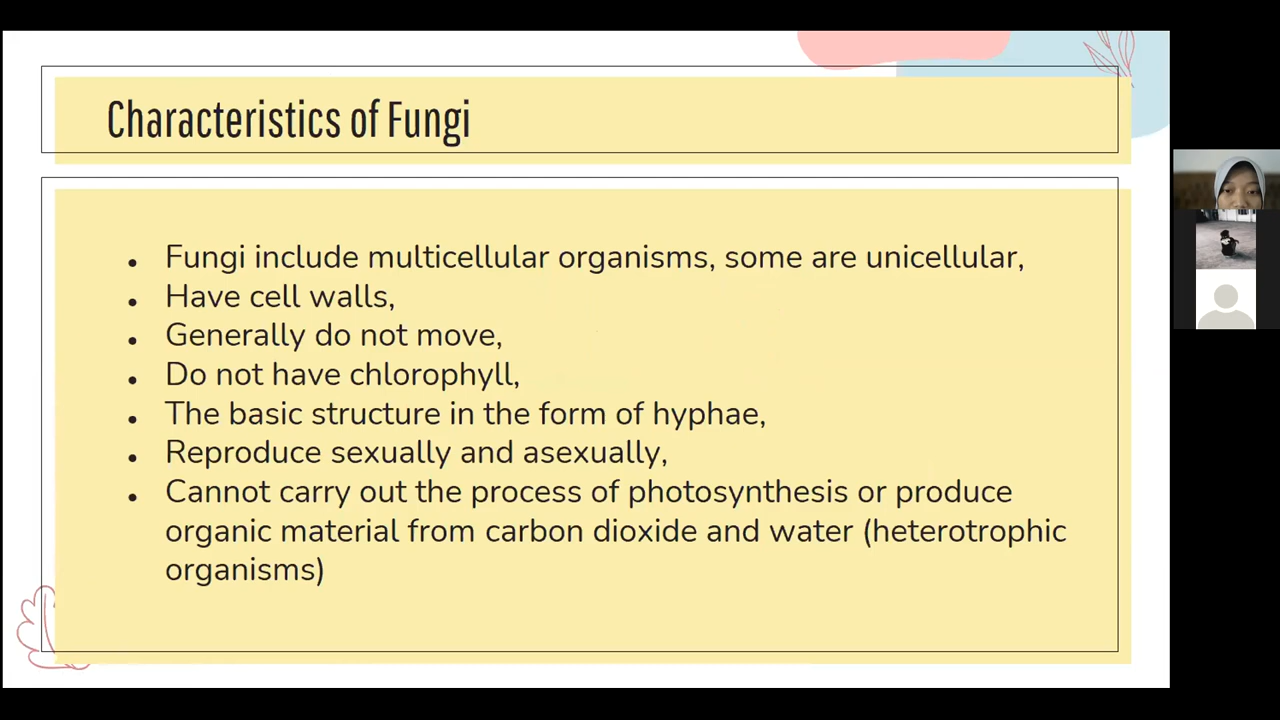 Characteristics of Fungi
• Fungi include multicellular organisms, some are unicellular,
• Have cell walls,
• Generally do not move,
• Do not have chlorophyll,
• The basic structure in the form of hyphae,
• Reproduce sexually and asexually,
• Cannot carry out the process of photosynthesis or produce
organic material from carbon dioxide and water (heterotrophic
organisms)